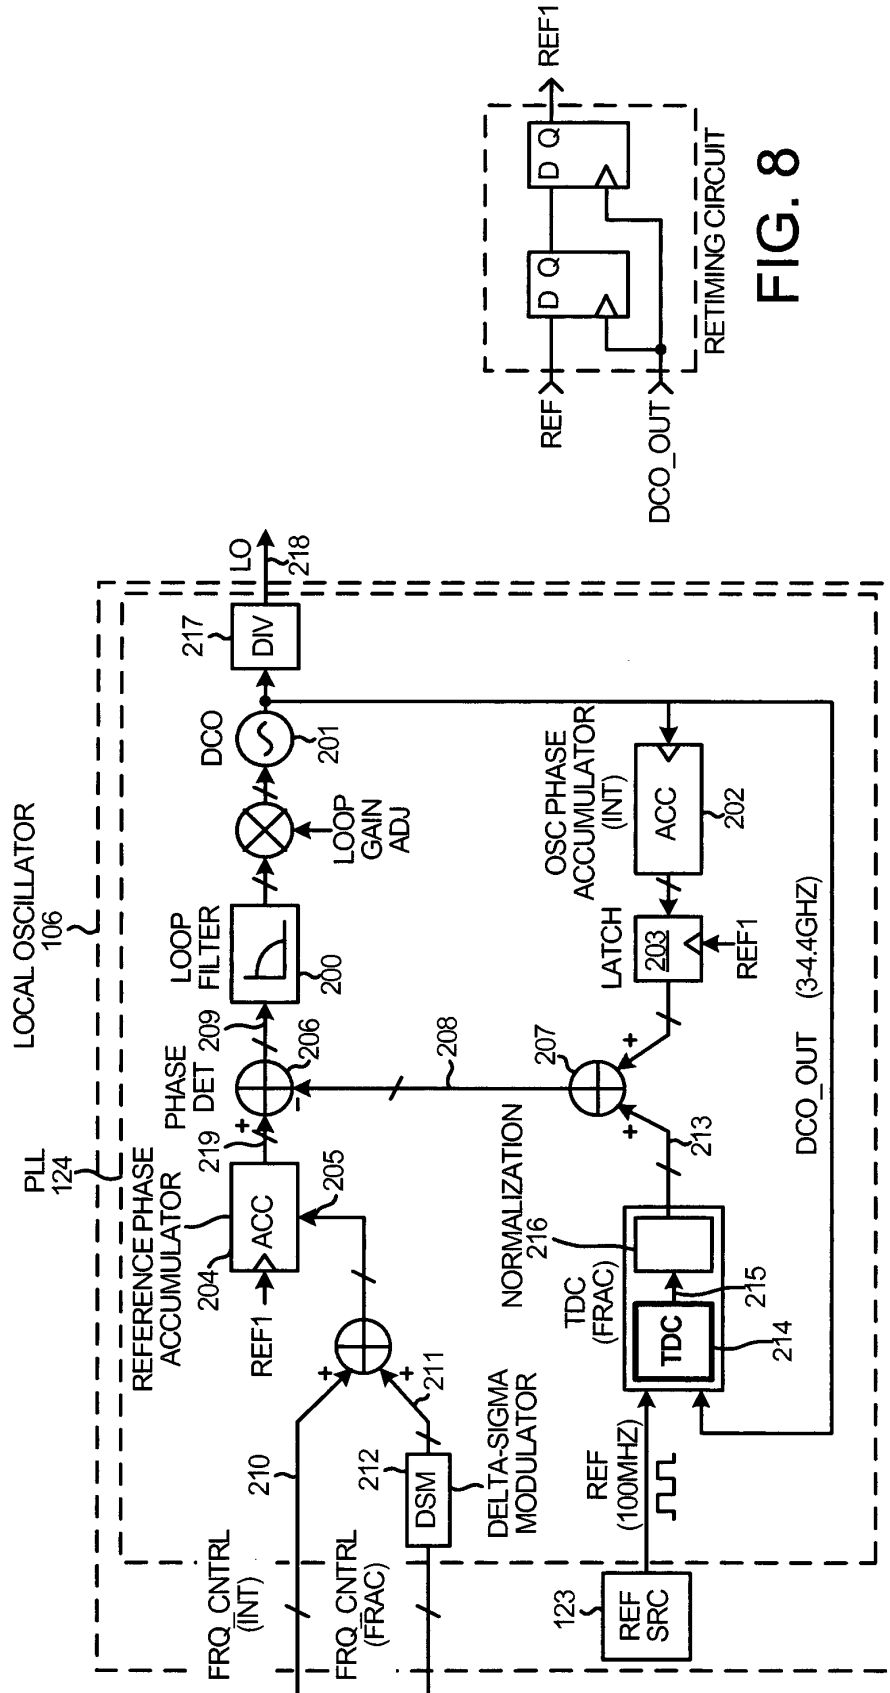 LOCAL OSCILLATOR
106
PLL
124
REFERENCE PHASE
ACCUMULATOR
204
ACC
REF1
205
219
PHASE
DET
209
206
LOOP
FILTER
200
LOOP
GAIN
ADJ
DCO
201
217
DIV
LO
218
FRQ_CNTRL
(INT)
210
FRQ_CNTRL
(FRAC)
212
DSM
211
DELTA-SIGMA
MODULATOR
+
+
+
-
208
207
+
+
OSC PHASE
ACCUMULATOR
(INT)
ACC
202
LATCH
203
REF1
NORMALIZATION
216
TDC
(FRAC)
TDC
215
214
213
REF
(100MHZ)
123
REF
SRC
DCO_OUT (3-4.4GHZ)
REF
DCO_OUT
D Q
D Q
REF1
RETIMING CIRCUIT
FIG. 8